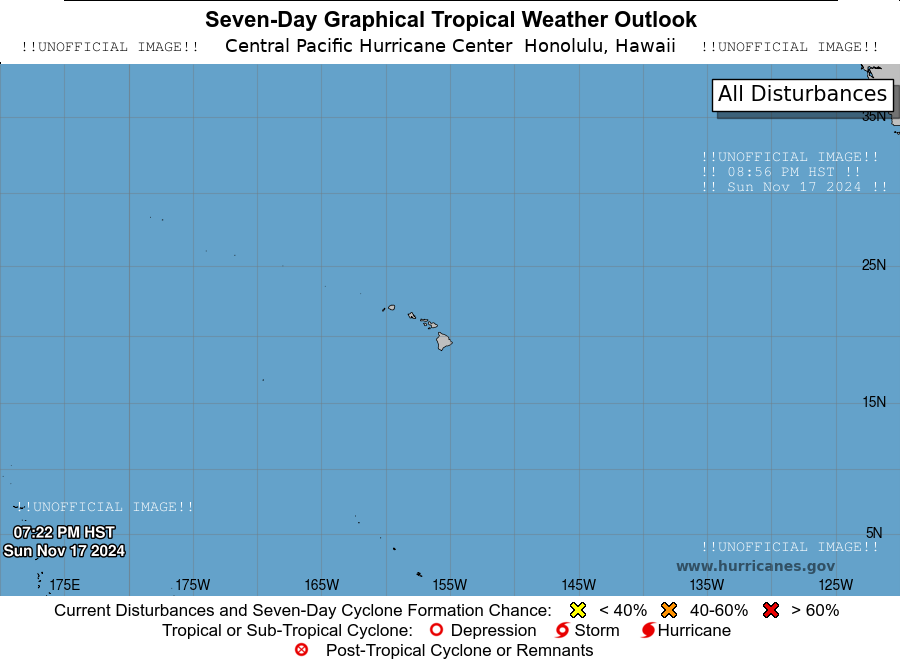 Seven-Day Graphical Tropical Weather Outlook
!!UNOFFICIAL IMAGE!! Central Pacific Hurricane Center Honolulu, Hawaii !!UNOFFICIAL IMAGE!!
All Disturbances
35N
!!UNOFFICIAL IMAGE!!
!! 08:56 PM HST !!
!! Sun Nov 17 2024 !!
25N
15N
!!UNOFFICIAL IMAGE!!
07:22 PM HST
5N
Sun Nov 17 2024
!!UNOFFICIAL IMAGE!!
www.hurricanes.gov
175E 175W 165W 155W 145W 135W 125W
Current Disturbances and Seven-Day Cyclone Formation Chance: < 40% 40-60% > 60%
Tropical or Sub-Tropical Cyclone: Depression Storm Hurricane
Post-Tropical Cyclone or Remnants